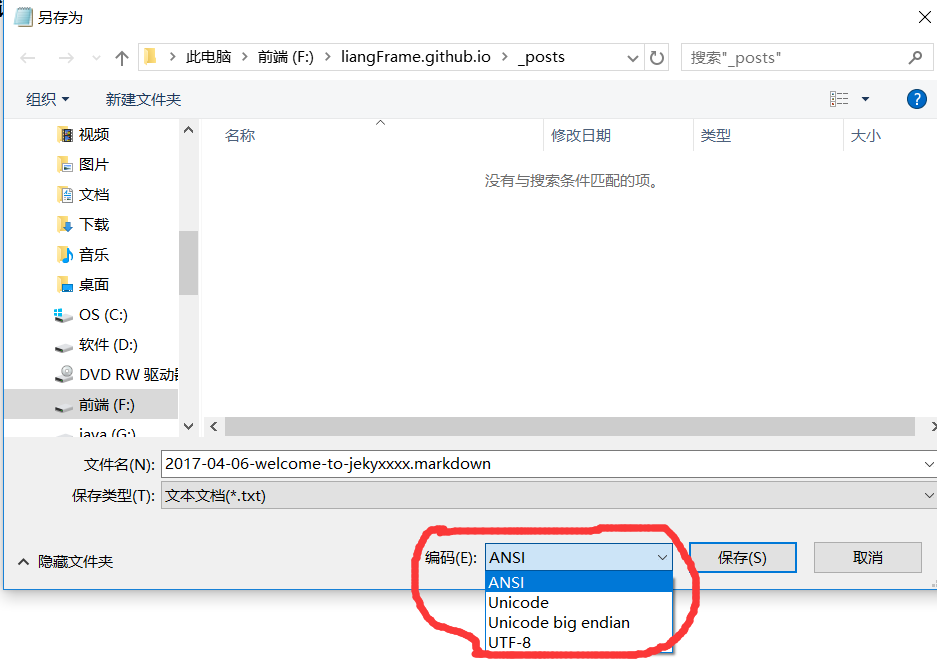 另存为
此电脑 > 前端 (F:) > liangFrame.github.io > _posts
搜索"_posts"
组织
新建文件夹
?
视频
图片
文档
下载
音乐
桌面
OS (C:)
软件 (D:)
DVD RW 驱动器
前端 (F:)
java (G:)
名称
修改日期
类型
大小
没有与搜索条件匹配的项。
文件名(N):
2017-04-06-welcome-to-jekyxxxx.markdown
保存类型(T):
文本文档(*.txt)
隐藏文件夹
编码(E):
ANSI
保存(S)
取消
ANSI
Unicode
Unicode big endian
UTF-8